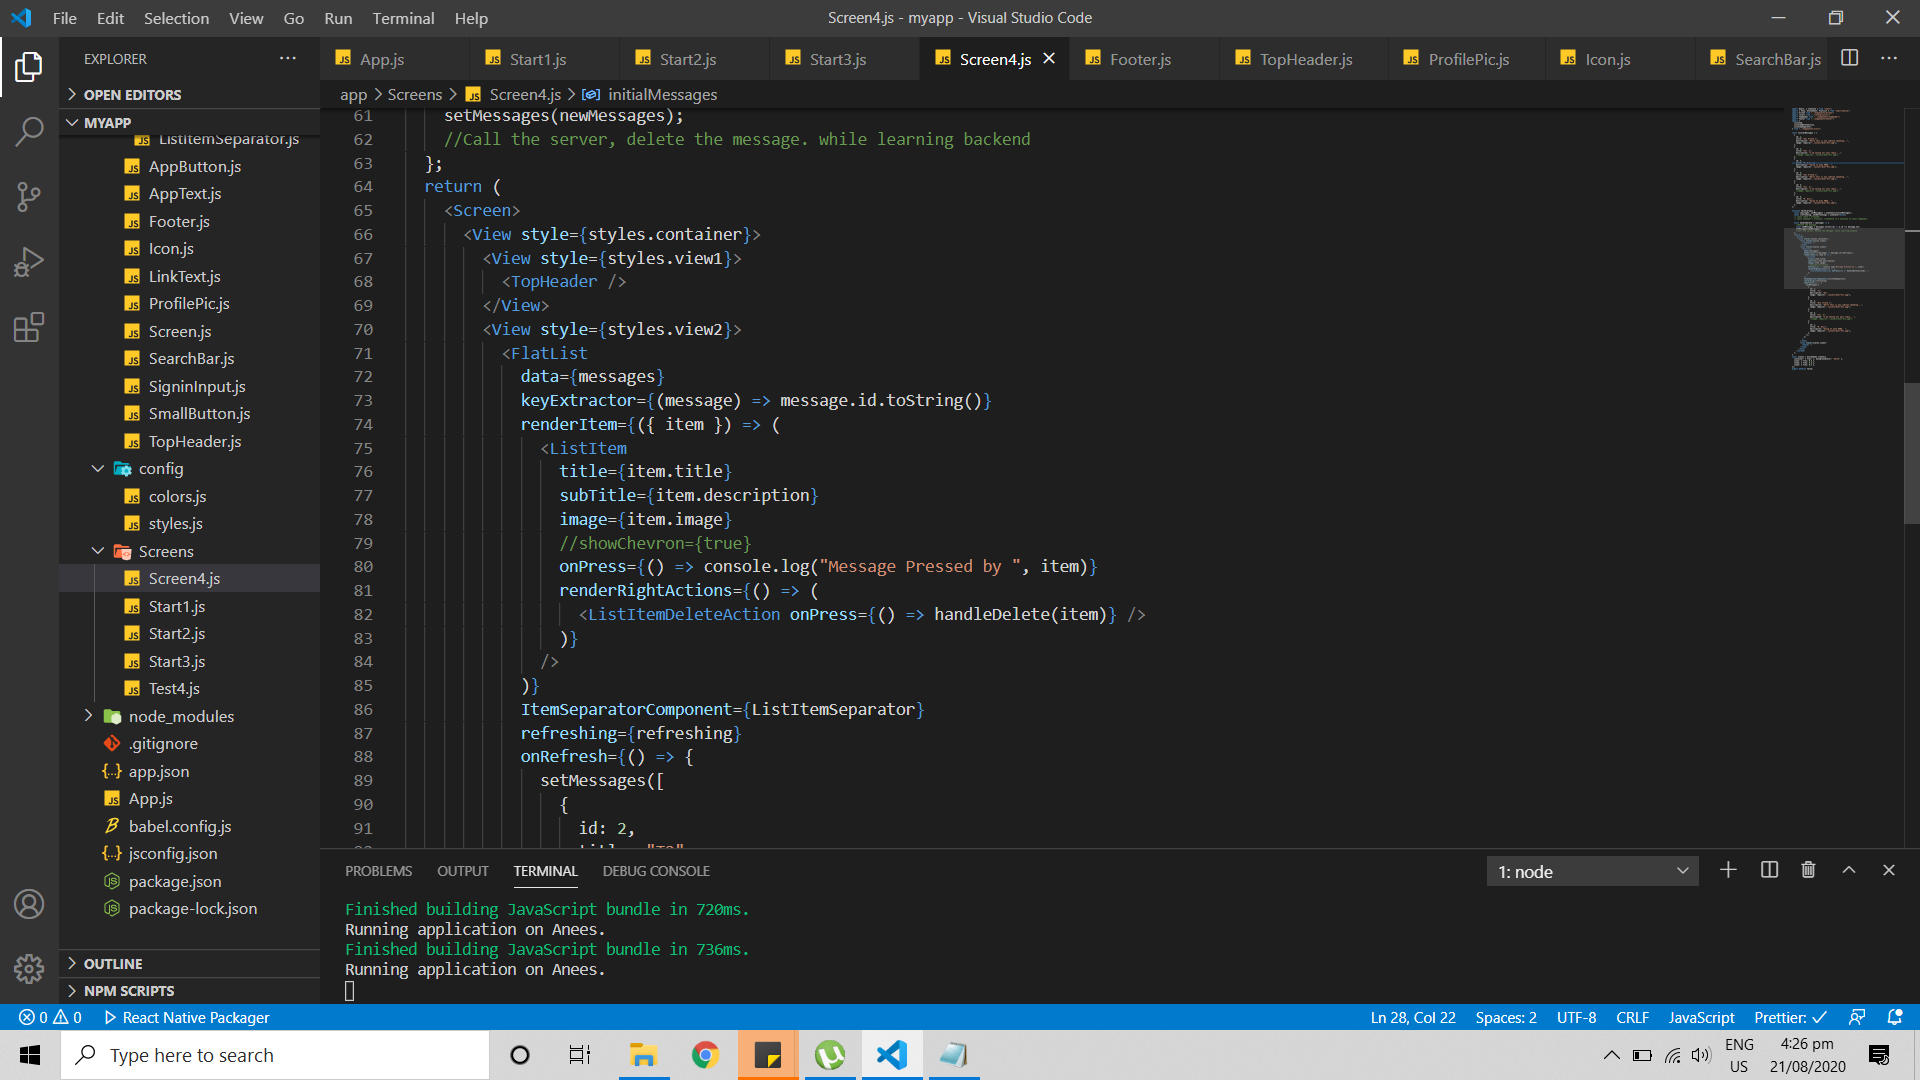 File Edit Selection View Go Run Terminal Help
Screen4.js - myapp - Visual Studio Code
EXPLORER
App.js Start1.js Start2.js Start3.js Screen4.js Footer.js TopHeader.js ProfilePic.js Icon.js SearchBar.js
OPEN EDITORS
app > Screens > Screen4.js > initialMessages
MYAPP
ListItemSeparator.js
AppButton.js
AppText.js
Footer.js
Icon.js
LinkText.js
ProfilePic.js
Screen.js
SearchBar.js
SigninInput.js
SmallButton.js
TopHeader.js
config
colors.js
styles.js
Screens
Screen4.js
Start1.js
Start2.js
Start3.js
Test4.js
node_modules
.gitignore
app.json
App.js
babel.config.js
jsconfig.json
package.json
package-lock.json
OUTLINE
NPM SCRIPTS
61 setMessages(newMessages);
62 //Call the server, delete the message. while learning backend
63 };
64 return (
65 <Screen>
66 <View style={styles.container}>
67 <View style={styles.view1}>
68 <TopHeader />
69 </View>
70 <View style={styles.view2}>
71 <FlatList
72 data={messages}
73 keyExtractor={(message) => message.id.toString()}
74 renderItem={({ item }) => (
75 <ListItem
76 title={item.title}
77 subTitle={item.description}
78 image={item.image}
79 //showChevron={true}
80 onPress={() => console.log("Message Pressed by ", item)}
81 renderRightActions={() => (
82 <ListItemDeleteAction onPress={() => handleDelete(item)} />
83 )}
84 />
85 )}
86 ItemSeparatorComponent={ListItemSeparator}
87 refreshing={refreshing}
88 onRefresh={() => {
89 setMessages([
90 {
91 id: 2,
PROBLEMS OUTPUT TERMINAL DEBUG CONSOLE
1: node
Finished building JavaScript bundle in 720ms.
Running application on Anees.
Finished building JavaScript bundle in 736ms.
Running application on Anees.
0 0 React Native Packager
Ln 28, Col 22 Spaces: 2 UTF-8 CRLF JavaScript Prettier: ✓
Type here to search
ENG
US
4:26 pm
21/08/2020